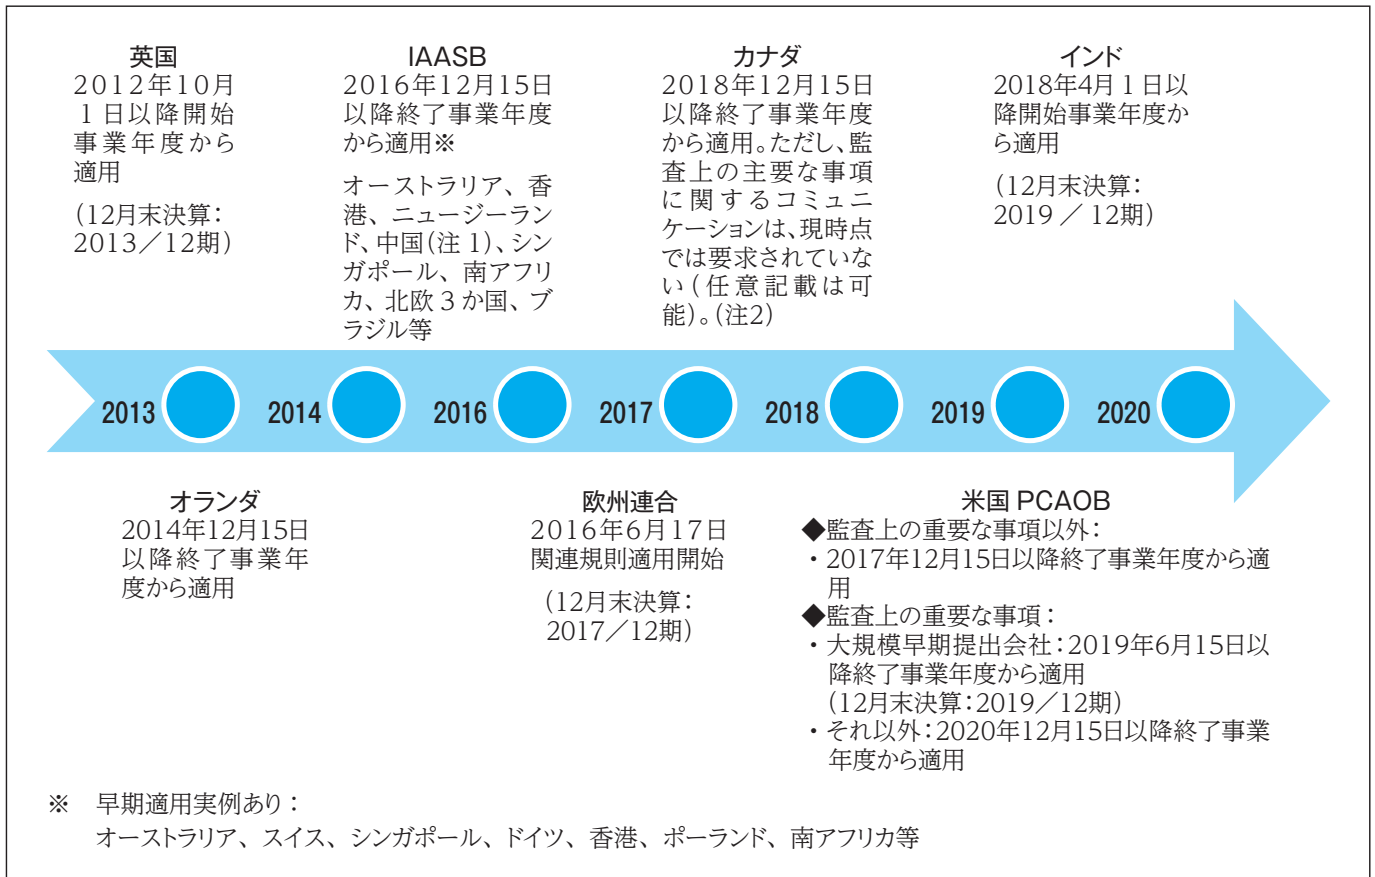 英国
2012年10月
1日以降開始
事業年度から
適用
(12月末決算:
2013／12期)
IAASB
2016年12月15日
以降終了事業年度
から適用※
オーストラリア、香
港、ニュージーラン
ド、中国(注1)、シン
ガポール、南アフリ
カ、北欧3か国、ブ
ラジル等
カナダ
2018年12月15日
以降終了事業年度
から適用。ただし、監
査上の主要な事項
に関するコミュニ
ケーションは、現時点
では要求されていな
い(任意記載は可
能)。(注2)
インド
2018年4月1日以
降開始事業年度か
ら適用
(12月末決算:
2019／12期)
2013
2014
2016
2017
2018
2019
2020
オランダ
2014年12月15日
以降終了事業年
度から適用
欧州連合
2016年6月17日
関連規則適用開始
(12月末決算:
2017／12期)
米国 PCAOB
◆監査上の重要な事項以外:
・2017年12月15日以降終了事業年度から適
用
◆監査上の重要な事項:
・大規模早期提出会社:2019年6月15日以
降終了事業年度から適用
(12月末決算:2019／12期)
・それ以外:2020年12月15日以降終了事業
年度から適用
※ 早期適用実例あり:
オーストラリア、スイス、シンガポール、ドイツ、香港、ポーランド、南アフリカ等